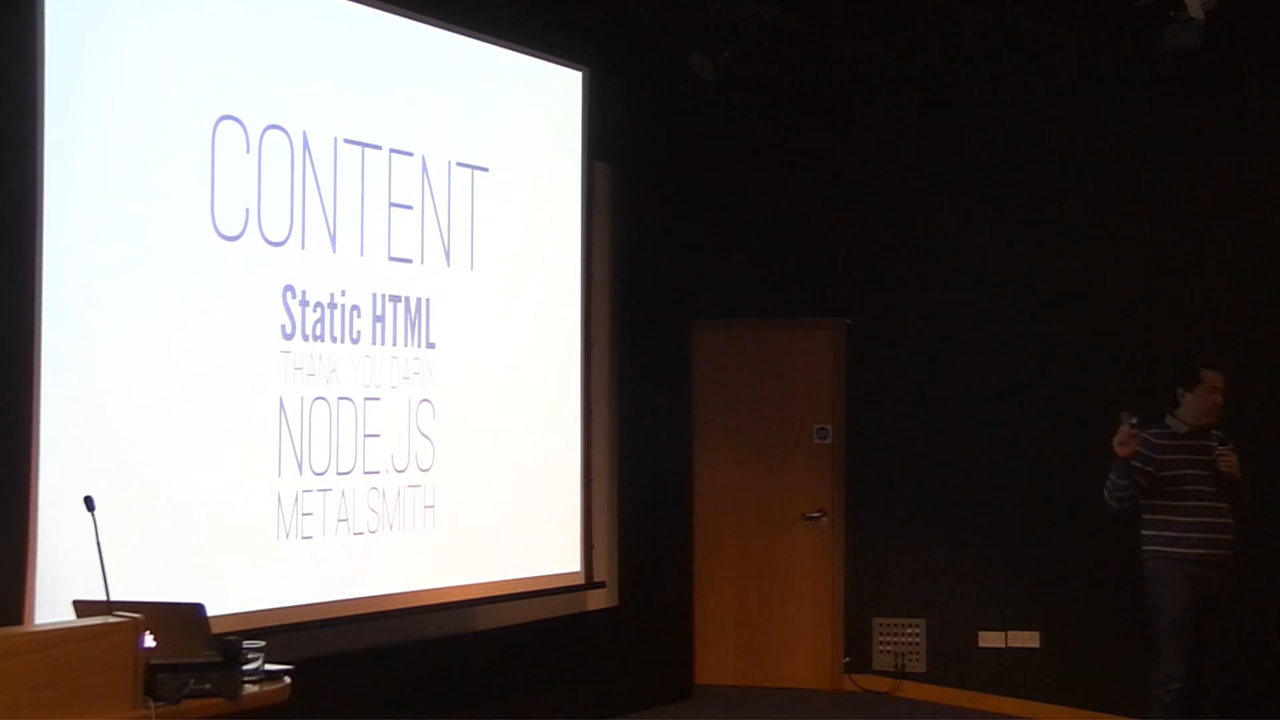 CONTENT
Static HTML
THANK YOU DARIX
NODE.JS
METALSMITH